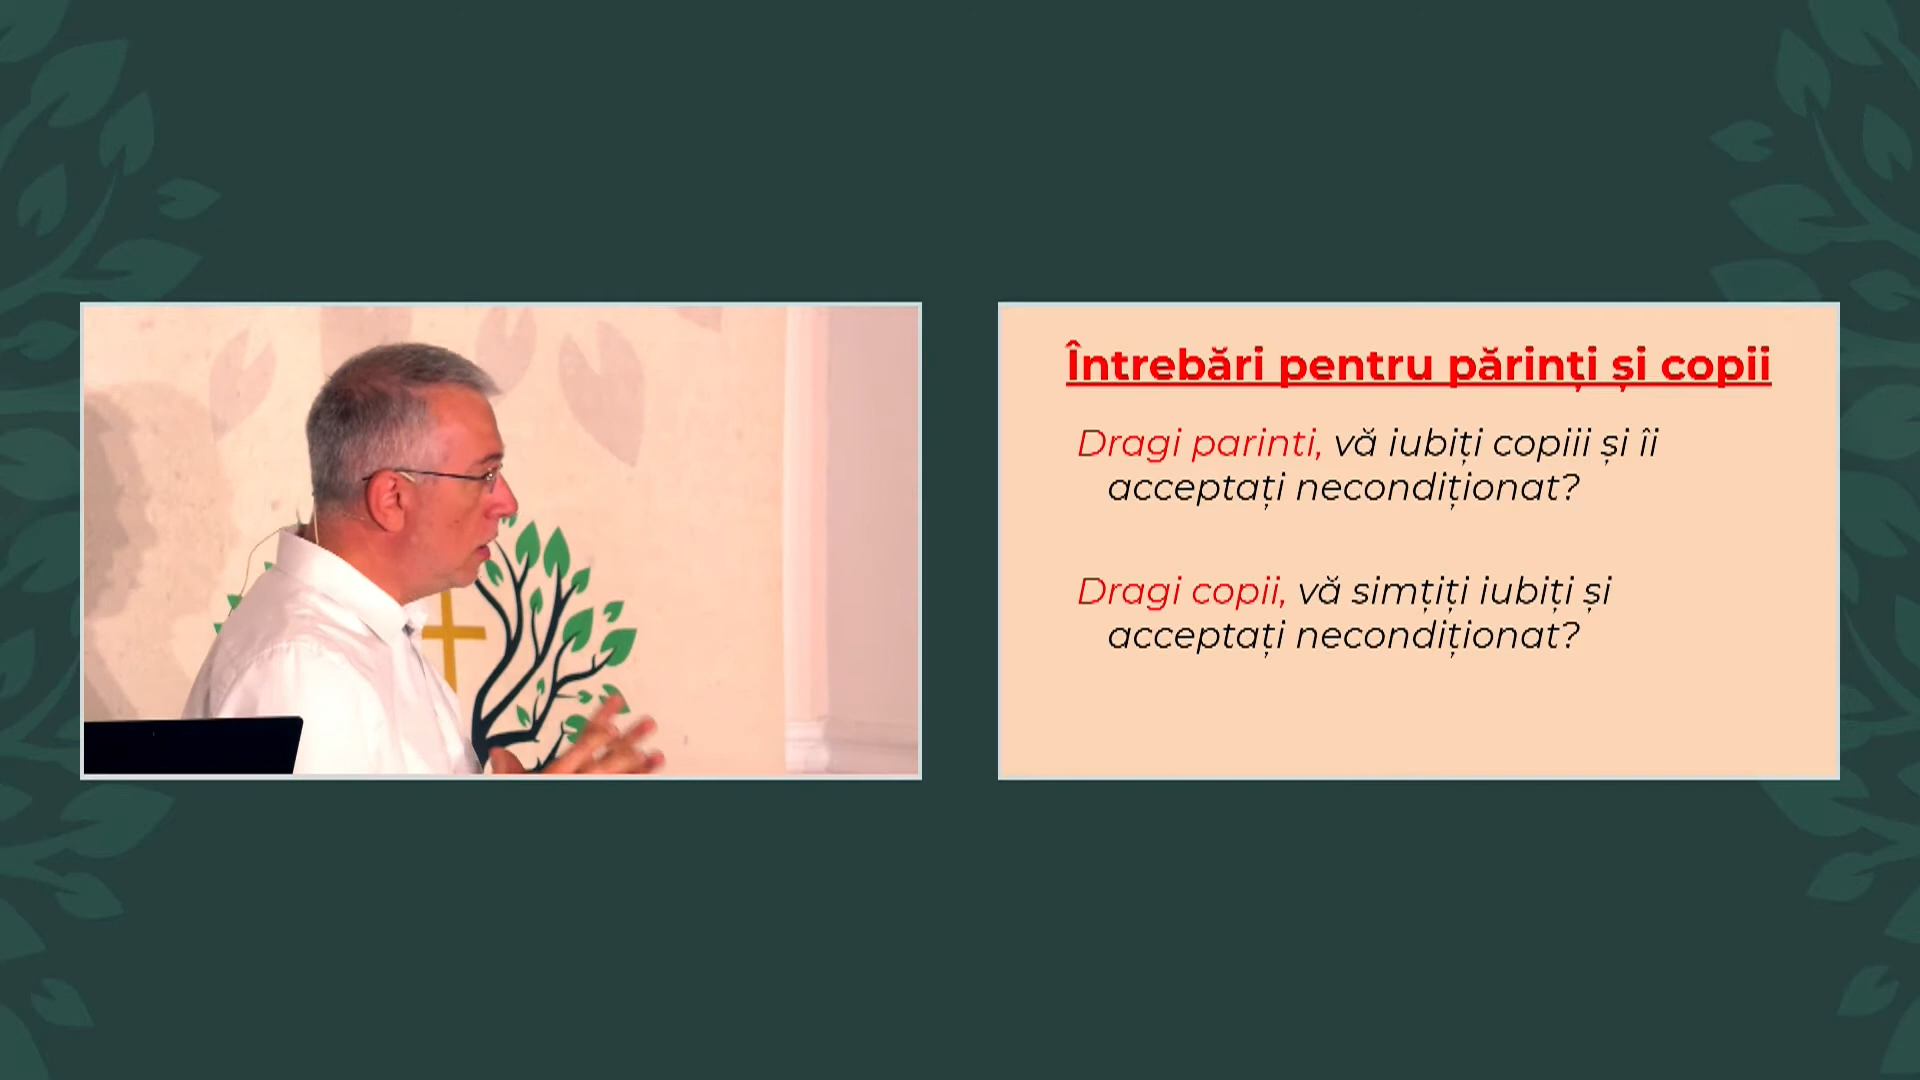 Întrebări pentru părinți și copii
Dragi parinti, vă iubiți copiii și îi
acceptați necondiționat?
Dragi copii, vă simțiți iubiți și
acceptați necondiționat?